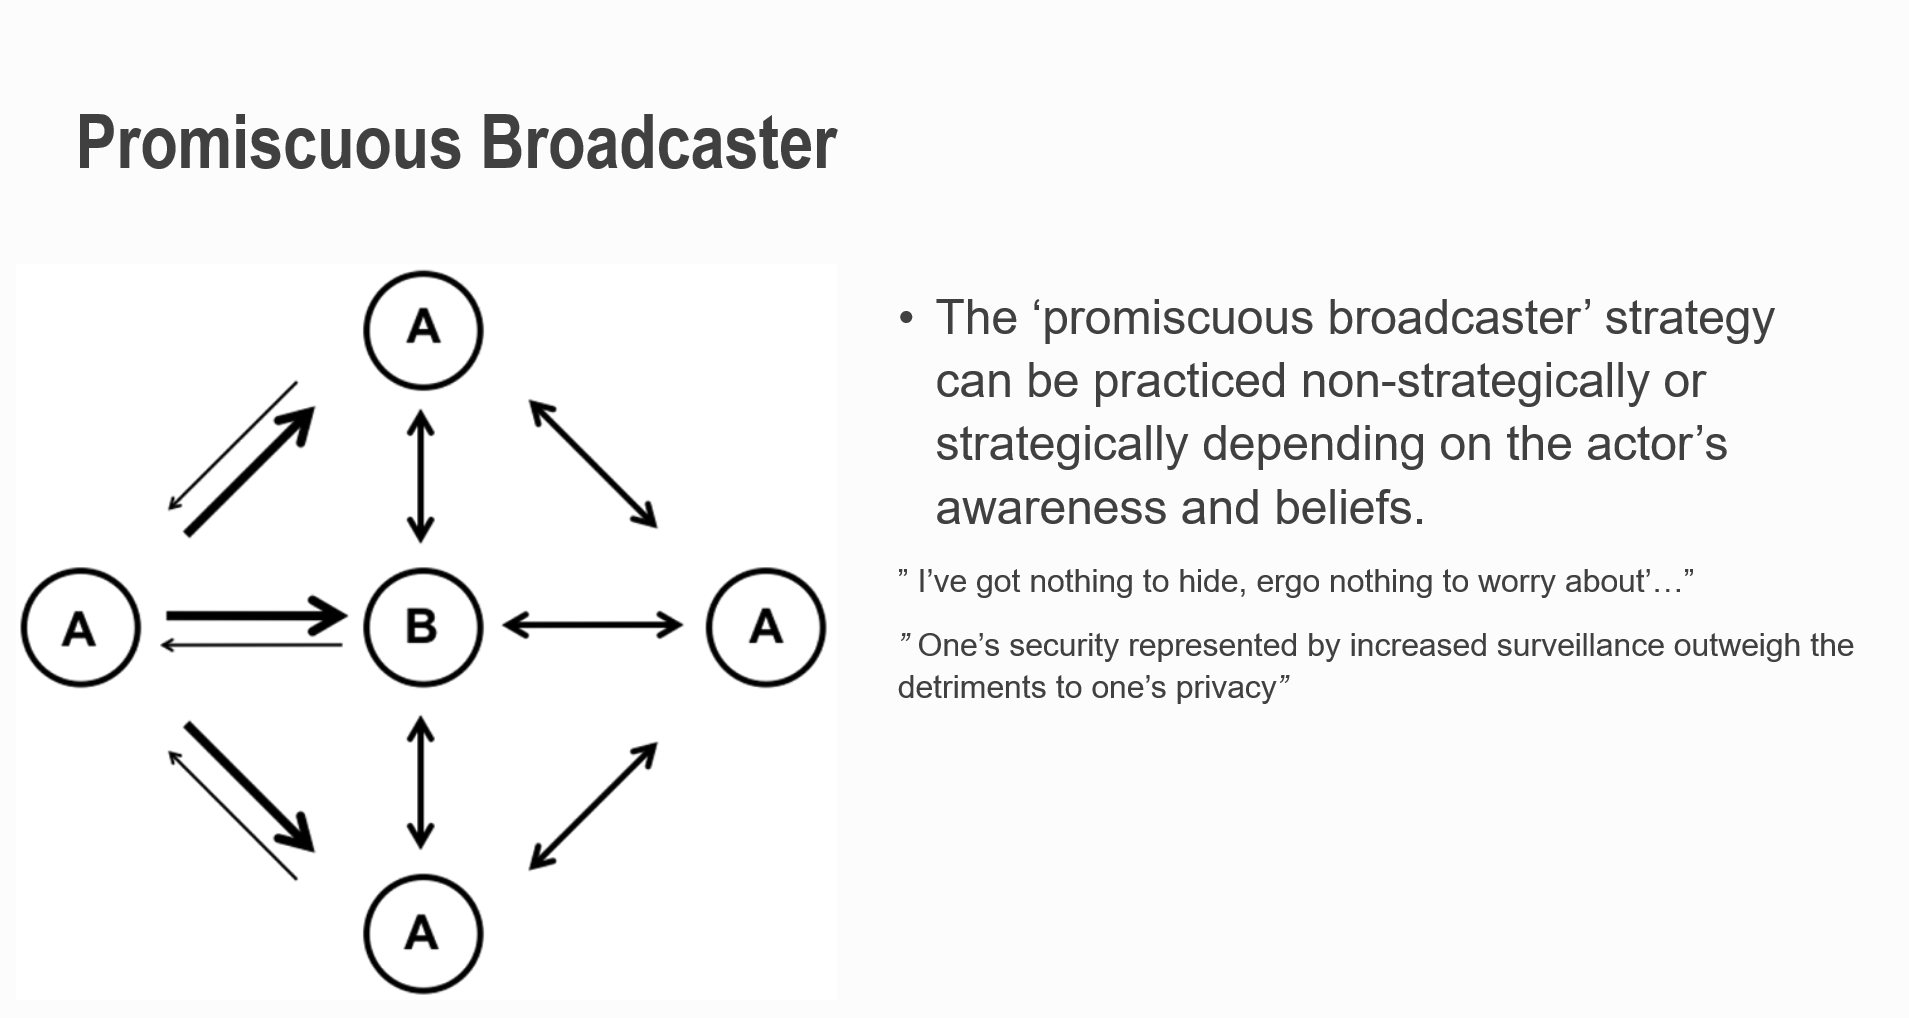 Promiscuous Broadcaster
A
A
B
A
A
• The ‘promiscuous broadcaster’ strategy
can be practiced non-strategically or
strategically depending on the actor’s
awareness and beliefs.
” I’ve got nothing to hide, ergo nothing to worry about’…”
” One’s security represented by increased surveillance outweigh the
detriments to one’s privacy”